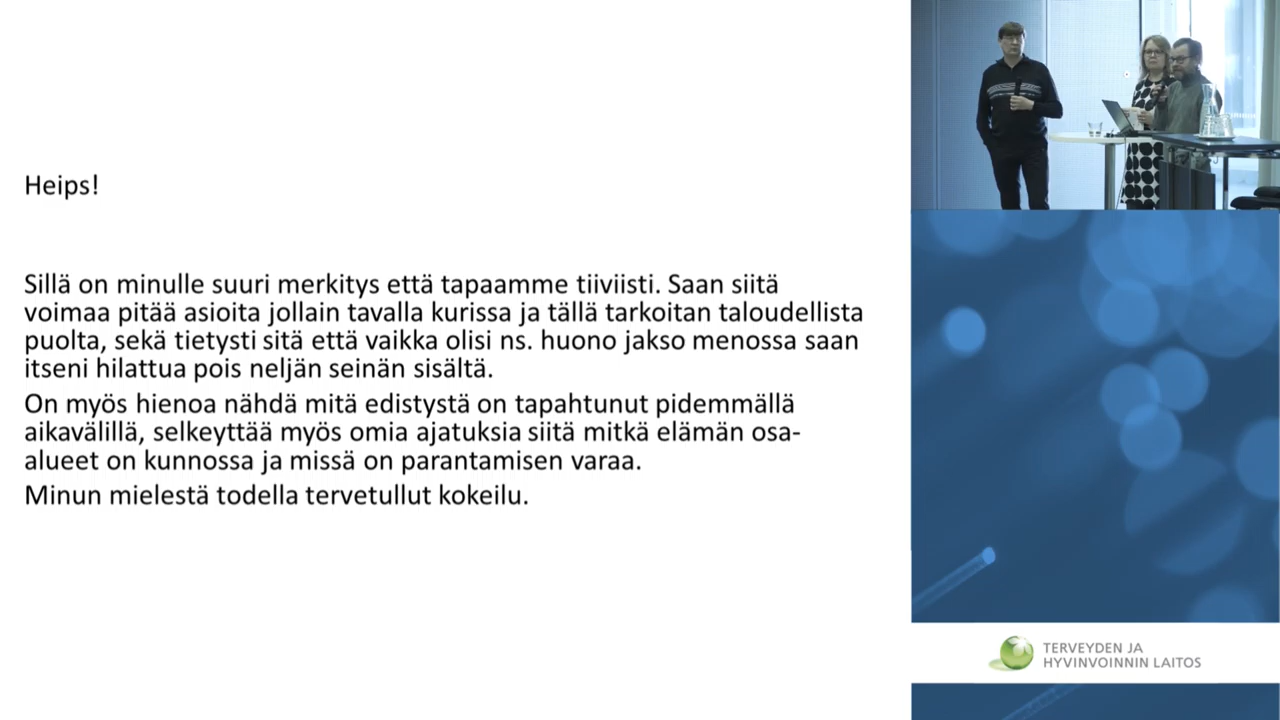 Heips!
Sillä on minulle suuri merkitys että tapaamme tiiviisti. Saan siitä
voimaa pitää asioita jollain tavalla kurissa ja tällä tarkoitan taloudellista
puolta, sekä tietysti sitä että vaikka olisi ns. huono jakso menossa saan
itseni hilattua pois neljän seinän sisältä.
On myös hienoa nähdä mitä edistystä on tapahtunut pidemmällä
aikavälillä, selkeyttää myös omia ajatuksia siitä mitkä elämän osa-
alueet on kunnossa ja missä on parantamisen varaa.
Minun mielestä todella tervetullut kokeilu.
TERVEYDEN JA
HYVINVOINNIN LAITOS